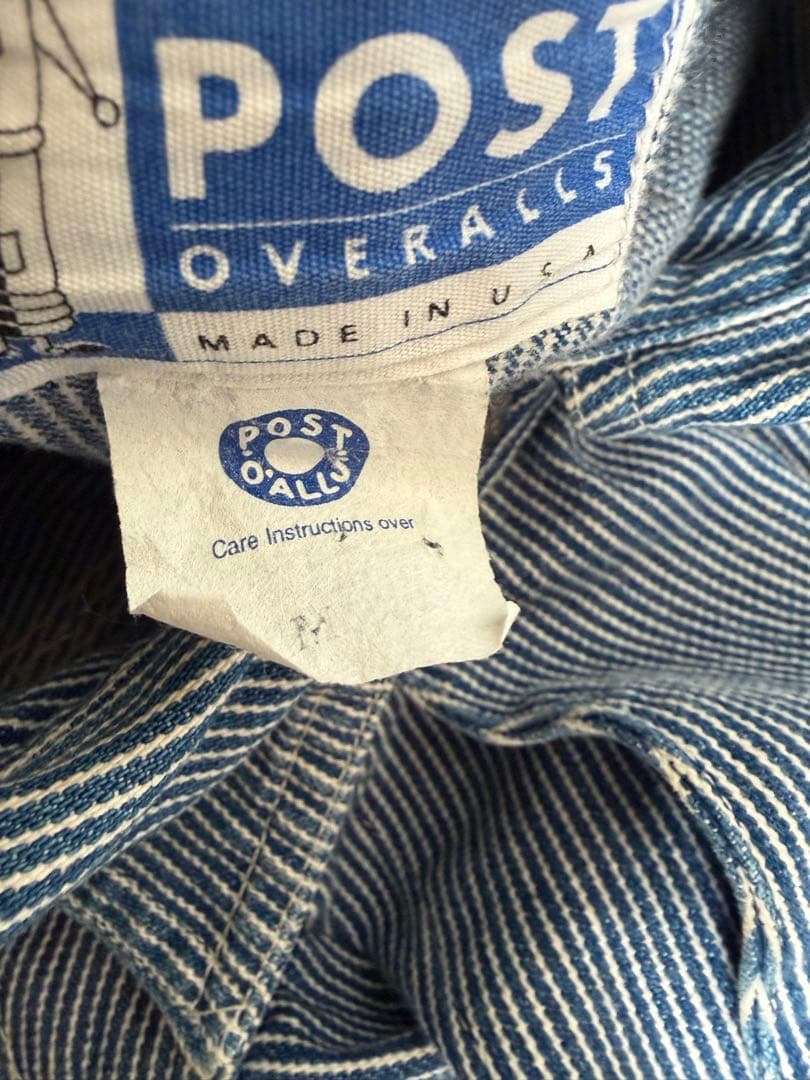 POST
OVERALLS
MADE IN U S A
POST
O'ALLS
Care Instructions over
M